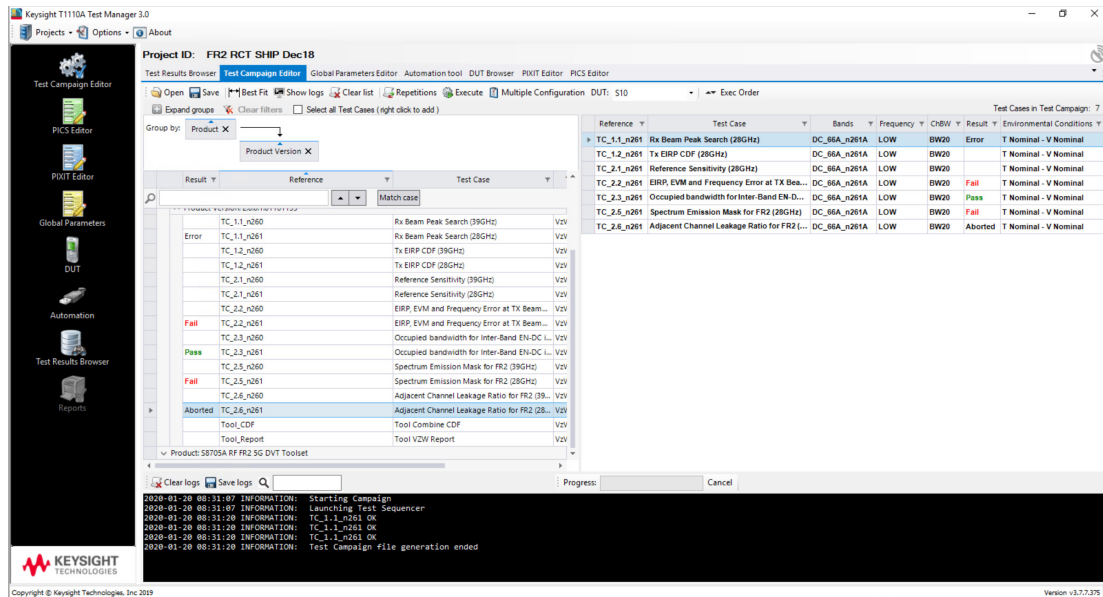 Keysight T1110A Test Manager 3.0
Projects Options About
Project ID: FR2 RCT SHIP Dec18
Test Results Browser Test Campaign Editor Global Parameters Editor Automation tool DUT Browser PIXIT Editor PICS Editor
Open Save Best Fit Show logs Clear list Repetitions Execute Multiple Configuration DUT: S10 Exec Order
Expand groups Clear filters Select all Test Cases ( right click to add ) Test Cases in Test Campaign: 7
Group by: Product X
Product Version X
Result Reference Test Case
Match case
TC_1.1_n260 Rx Beam Peak Search (39GHz) VzV
Error TC_1.1_n261 Rx Beam Peak Search (28GHz) VzV
TC_1.2_n260 Tx EIRP CDF (39GHz) VzV
TC_1.2_n261 Tx EIRP CDF (28GHz) VzV
TC_2.1_n260 Reference Sensitivity (39GHz) VzV
TC_2.1_n261 Reference Sensitivity (28GHz) VzV
TC_2.2_n260 EIRP, EVM and Frequency Error at TX Beam... VzV
Fail TC_2.2_n261 EIRP, EVM and Frequency Error at TX Beam... VzV
TC_2.3_n260 Occupied bandwidth for Inter-Band EN-DC i... VzV
Pass TC_2.3_n261 Occupied bandwidth for Inter-Band EN-DC i... VzV
TC_2.5_n260 Spectrum Emission Mask for FR2 (39GHz) VzV
Fail TC_2.5_n261 Spectrum Emission Mask for FR2 (28GHz) VzV
TC_2.6_n260 Adjacent Channel Leakage Ratio for FR2 (39... VzV
Aborted TC_2.6_n261 Adjacent Channel Leakage Ratio for FR2 (28... VzV
Tool_CDF Tool Combine CDF VzV
Tool_Report Tool VZW Report VzV
Product: S8705A RF FR2 5G DVT Toolset
Reference Test Case Bands Frequency ChBW Result Environmental Conditions
TC_1.1_n261 Rx Beam Peak Search (28GHz) DC_66A_n261A LOW BW20 Error T Nominal - V Nominal
TC_1.2_n261 Tx EIRP CDF (28GHz) DC_66A_n261A LOW BW20 T Nominal - V Nominal
TC_2.1_n261 Reference Sensitivity (28GHz) DC_66A_n261A LOW BW20 T Nominal - V Nominal
TC_2.2_n261 EIRP, EVM and Frequency Error at TX Bea... DC_66A_n261A LOW BW20 Fail T Nominal - V Nominal
TC_2.3_n261 Occupied bandwidth for Inter-Band EN-D... DC_66A_n261A LOW BW20 Pass T Nominal - V Nominal
TC_2.5_n261 Spectrum Emission Mask for FR2 (28GHz) DC_66A_n261A LOW BW20 Fail T Nominal - V Nominal
TC_2.6_n261 Adjacent Channel Leakage Ratio for FR2 (... DC_66A_n261A LOW BW20 Aborted T Nominal - V Nominal
Test Campaign Editor
PICS Editor
PIXIT Editor
Global Parameters
DUT
Automation
Test Results Browser
Reports
Clear logs Save logs Progress: Cancel
2020-01-20 08:31:07 INFORMATION: Starting Campaign
2020-01-20 08:31:07 INFORMATION: Launching Test Sequencer
2020-01-20 08:31:20 INFORMATION: TC_1.1_n261 OK
2020-01-20 08:31:20 INFORMATION: TC_1.1_n261 OK
2020-01-20 08:31:20 INFORMATION: TC_1.1_n261 OK
2020-01-20 08:31:20 INFORMATION: Test Campaign file generation ended
KEYSIGHT
TECHNOLOGIES
Copyright © Keysight Technologies, Inc 2019 Version v3.7.7.375